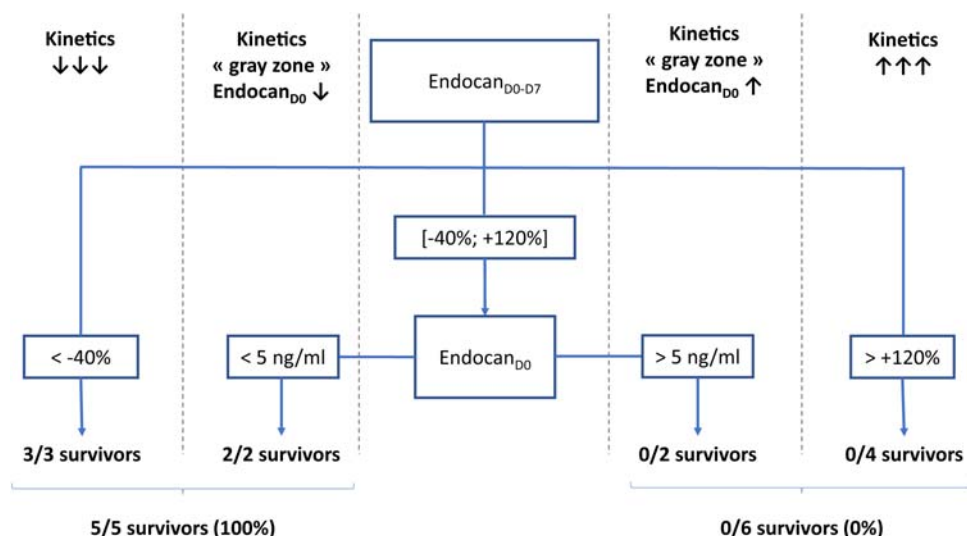 Kinetics
↓↓↓
Kinetics
« gray zone »
Endocan_D0 ↓
Endocan_D0-D7
Kinetics
« gray zone »
Endocan_D0 ↑
Kinetics
↑↑↑
[-40%; +120%]
< -40%
< 5 ng/ml
Endocan_D0
> 5 ng/ml
> +120%
3/3 survivors
2/2 survivors
0/2 survivors
0/4 survivors
5/5 survivors (100%)
0/6 survivors (0%)